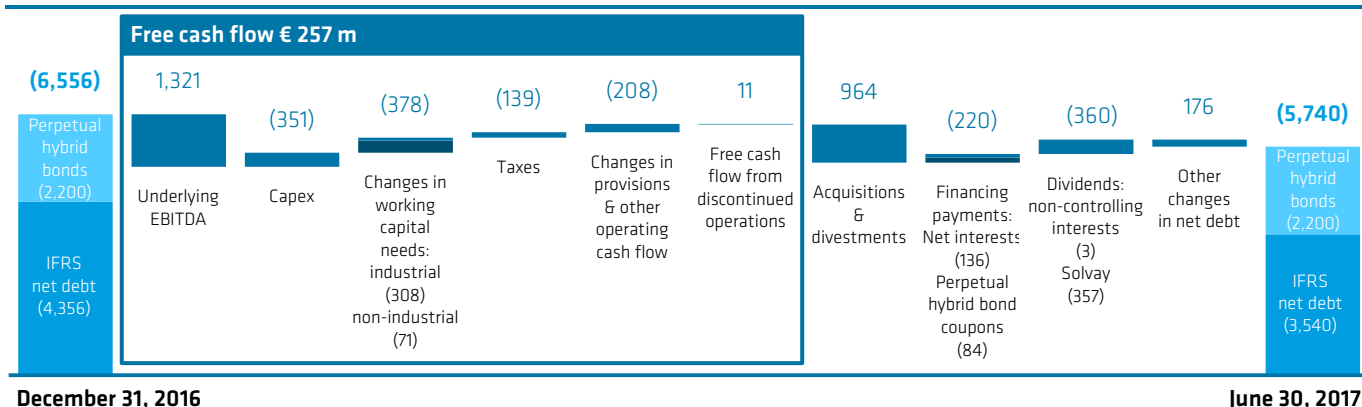 Free cash flow € 257 m
(6,556)
Perpetual
hybrid
bonds
(2,200)
IFRS
net debt
(4,356)
1,321
Underlying
EBITDA
(351)
Capex
(378)
Changes in
working
capital
needs:
industrial
(308)
non-industrial
(71)
(139)
Taxes
(208)
Changes in
provisions
& other
operating
cash flow
11
Free cash
flow from
discontinued
operations
964
Acquisitions
&
divestments
(220)
Financing
payments:
Net interests
(136)
Perpetual
hybrid bond
coupons
(84)
(360)
Dividends:
non-controlling
interests
(3)
Solvay
(357)
176
Other
changes
in net debt
(5,740)
Perpetual
hybrid
bonds
(2,200)
IFRS
net debt
(3,540)
December 31, 2016
June 30, 2017